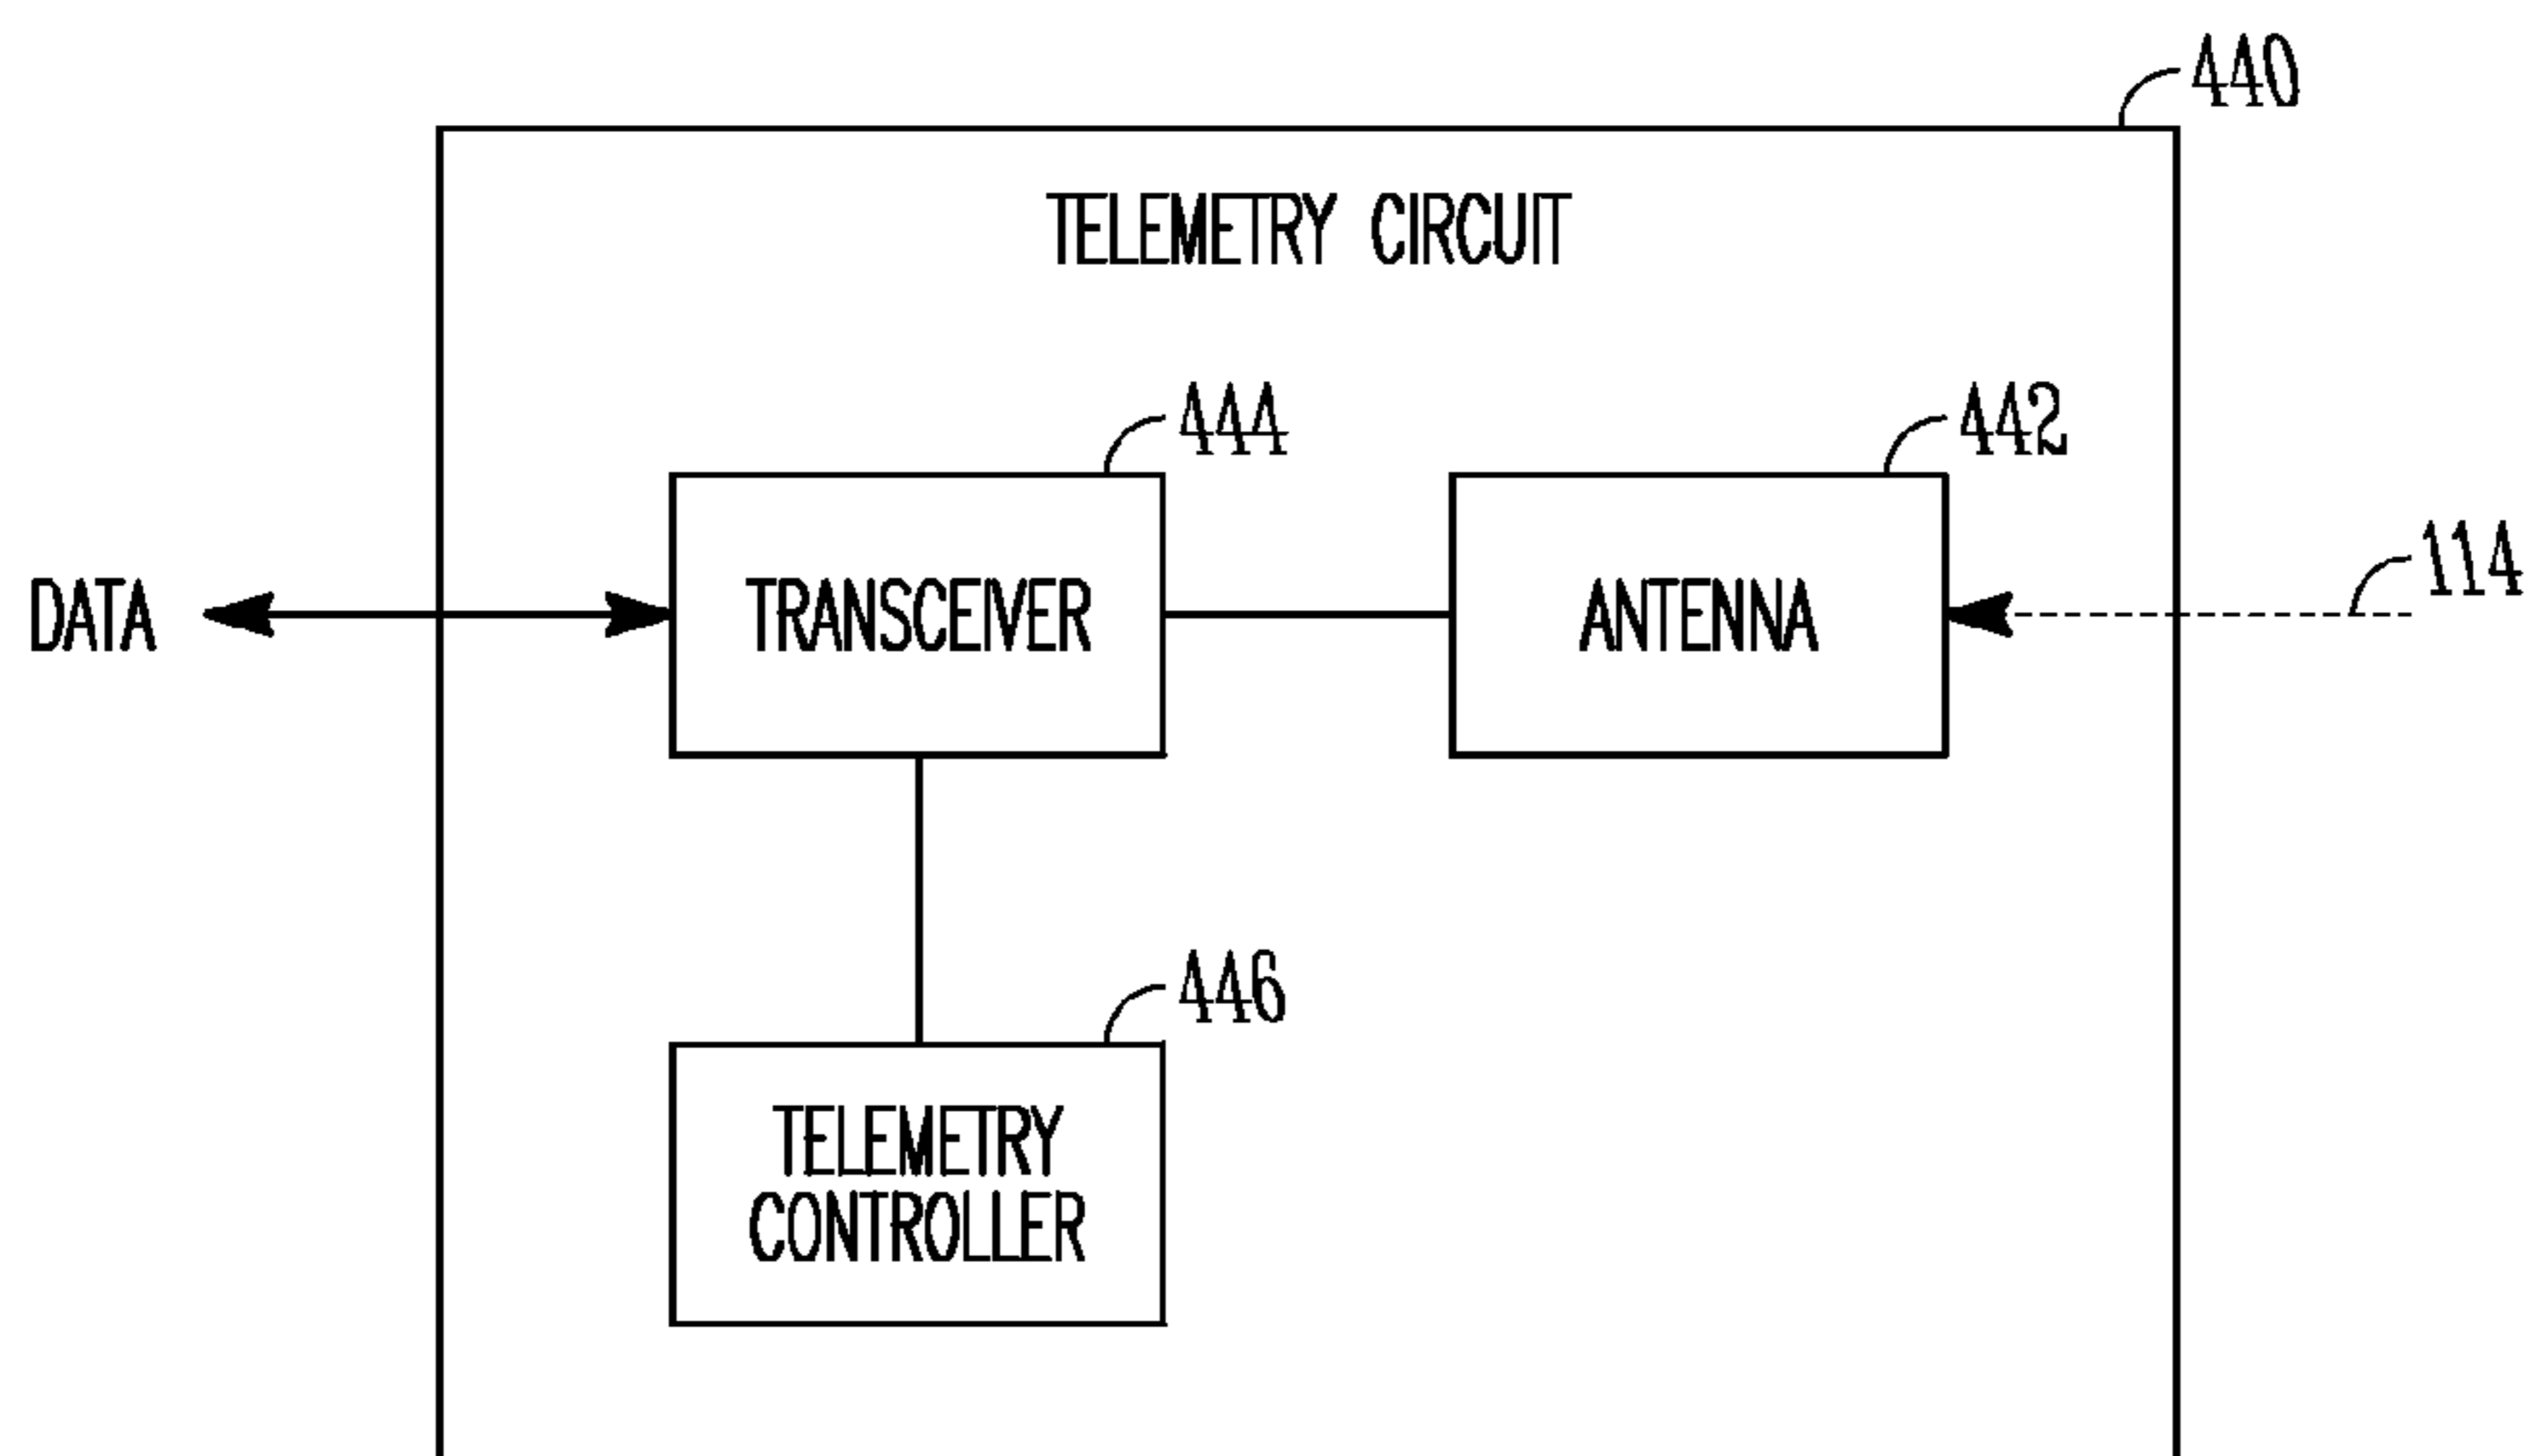 440
TELEMETRY CIRCUIT
444
442
114
DATA
TRANSCEIVER
ANTENNA
446
TELEMETRY
CONTROLLER